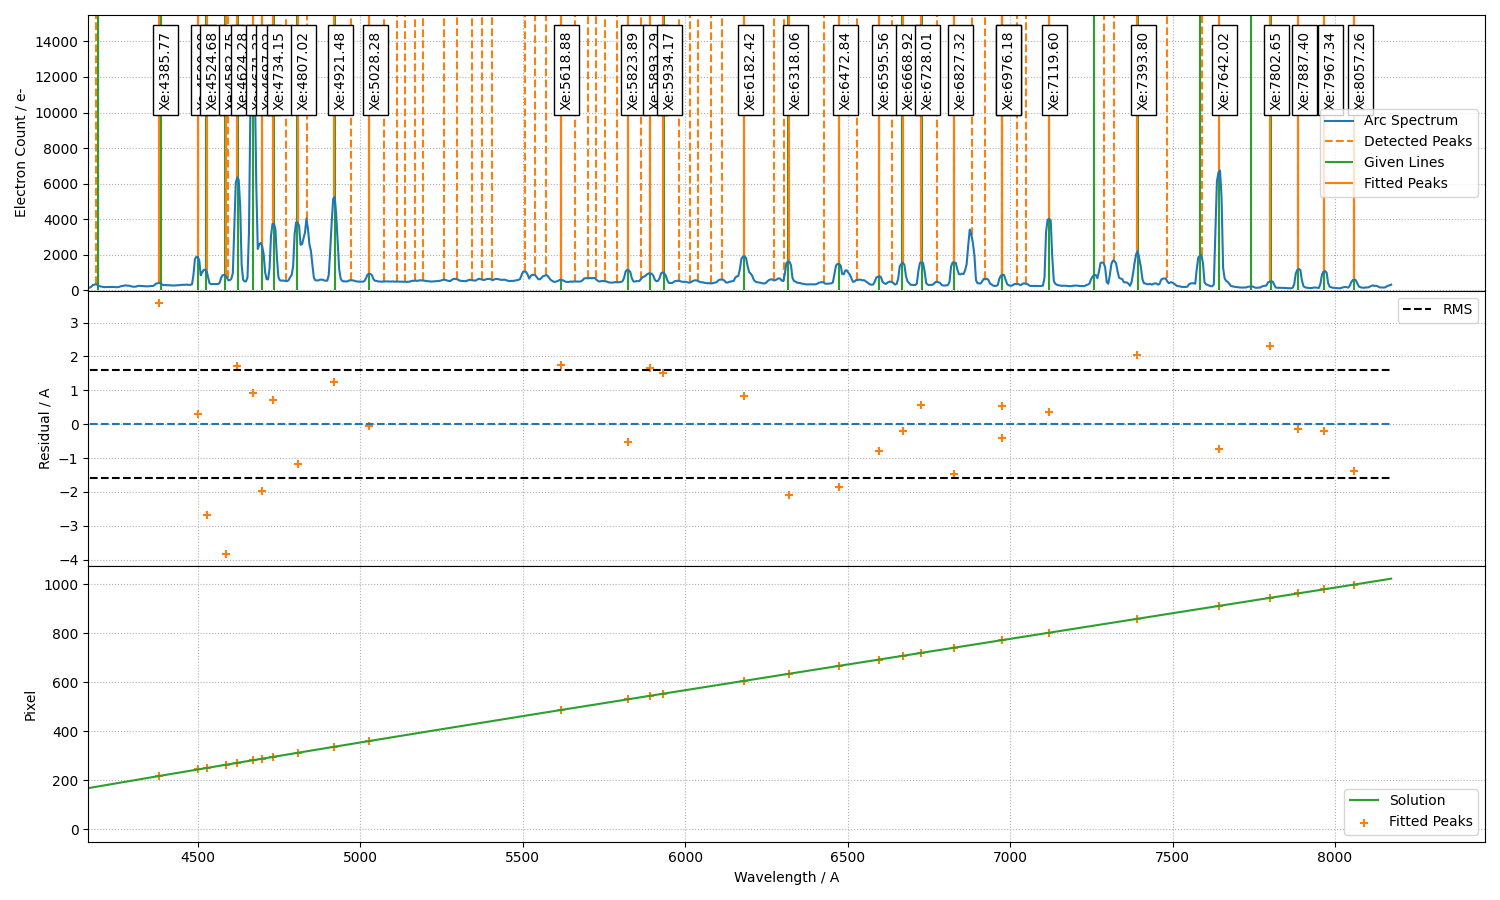 14000
12000
10000
8000
6000
4000
2000
0
Electron Count / e-
Xe:4385.77
Xe:4524.68
Xe:4624.28
Xe:4734.15
Xe:4807.02
Xe:4921.48
Xe:5028.28
Xe:5618.88
Xe:5823.89
Xe:5893.29
Xe:5934.17
Xe:6182.42
Xe:6318.06
Xe:6472.84
Xe:6595.56
Xe:6668.92
Xe:6728.01
Xe:6827.32
Xe:6976.18
Xe:7119.60
Xe:7393.80
Xe:7642.02
Xe:7802.65
Xe:7887.40
Xe:7967.34
Xe:8057.26
Arc Spectrum
Detected Peaks
Given Lines
Fitted Peaks
3
2
1
0
−1
−2
−3
−4
Residual / A
RMS
1000
800
600
400
200
0
Pixel
Solution
Fitted Peaks
4500 5000 5500 6000 6500 7000 7500 8000
Wavelength / A